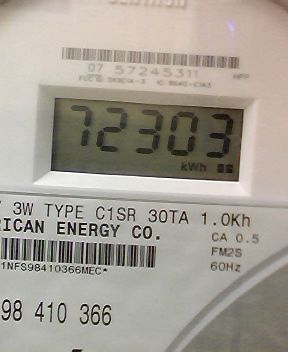 07 57245311
72303
kWh
3W TYPE C1SR 30TA 1.0Kh
RICAN ENERGY CO.
CA 0.5
FM2S
60Hz
1NFS98410366MEC*
98 410 366